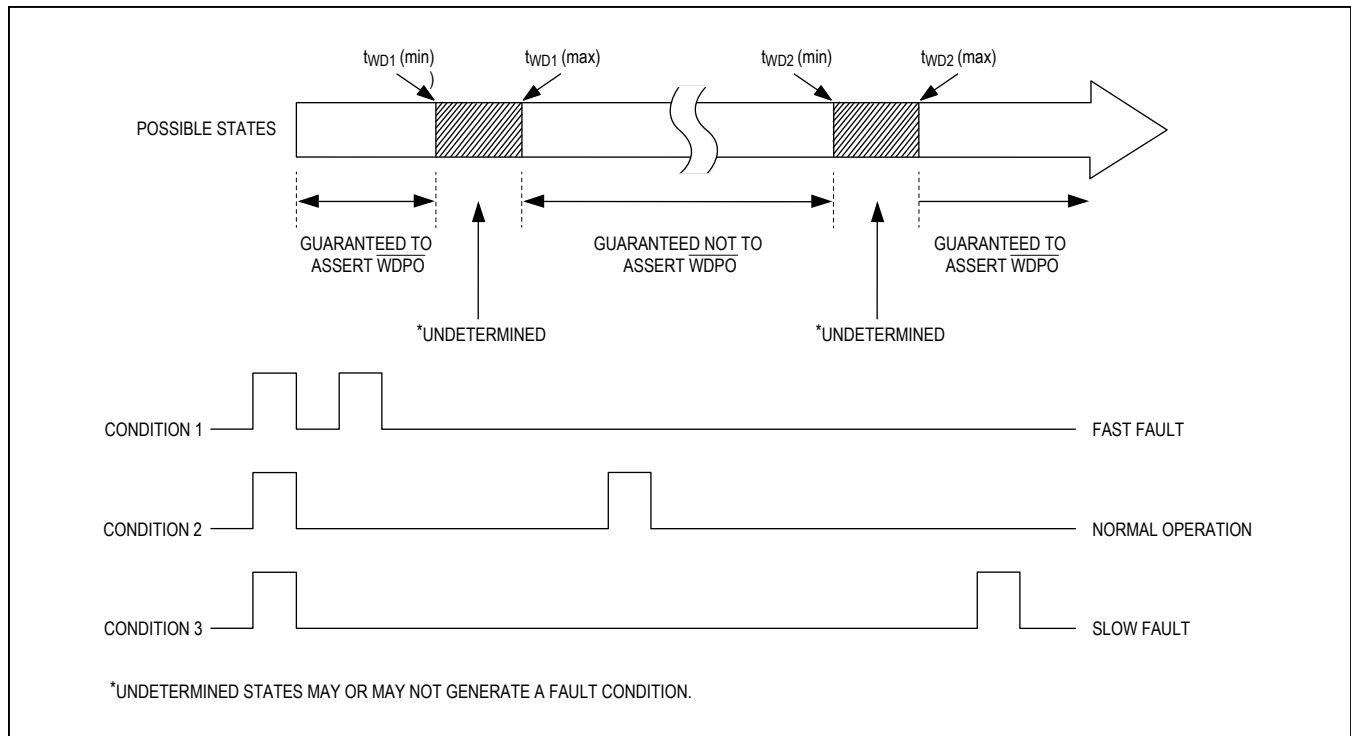 tWD1 (min)
tWD1 (max)
tWD2 (min)
tWD2 (max)
)
POSSIBLE STATES
GUARANTEED TO
ASSERT WDPO
GUARANTEED NOT TO
ASSERT WDPO
GUARANTEED TO
ASSERT WDPO
*UNDETERMINED
*UNDETERMINED
CONDITION 1
FAST FAULT
CONDITION 2
NORMAL OPERATION
CONDITION 3
SLOW FAULT
*UNDETERMINED STATES MAY OR MAY NOT GENERATE A FAULT CONDITION.